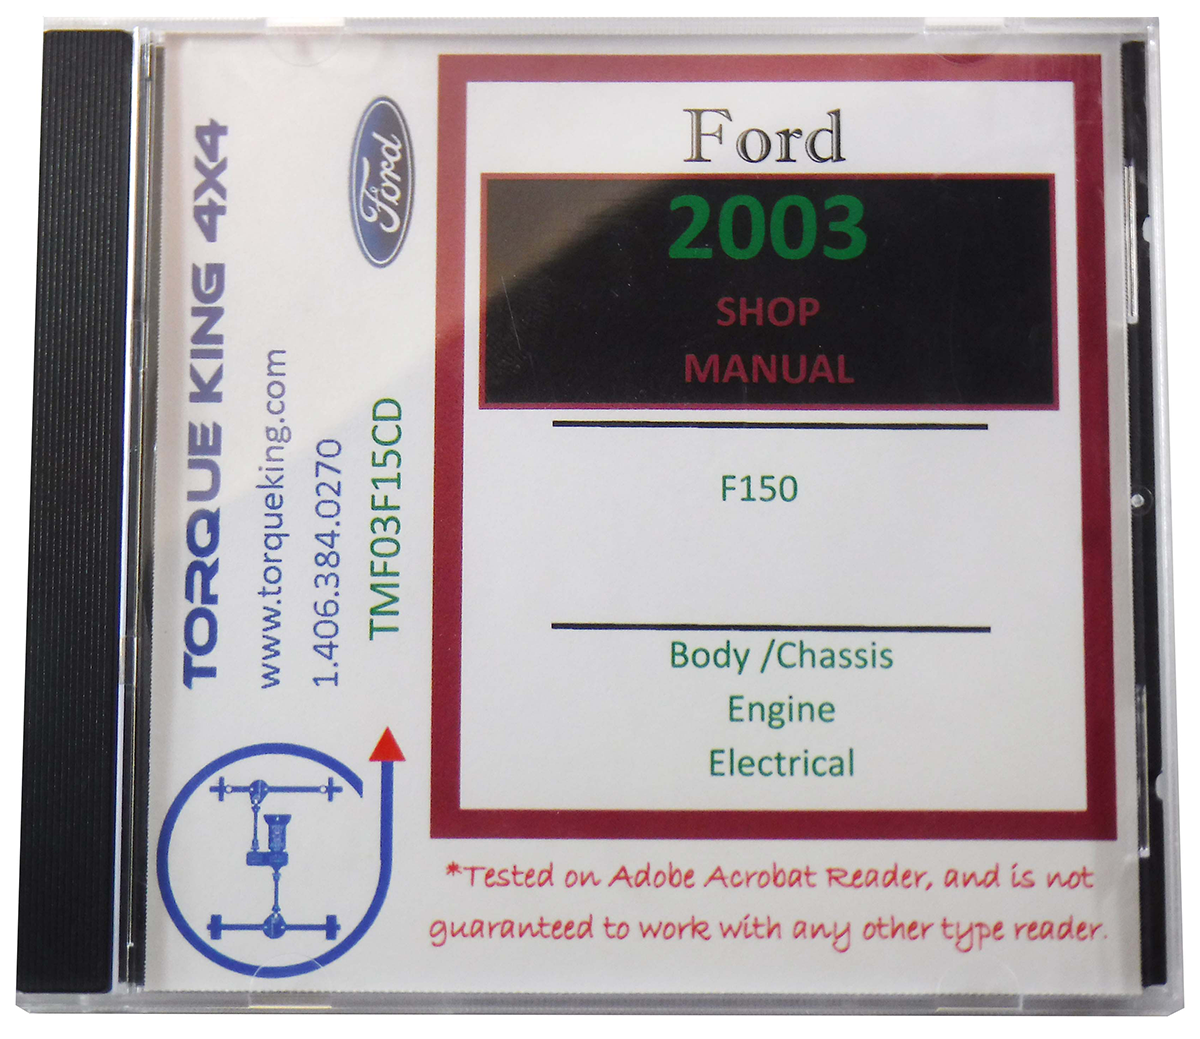 TORQUE KING 4X4
www.torqueking.com
1.406.384.0270
TMF03F15CD
Ford
Ford
2003
SHOP
MANUAL
F150
Body /Chassis
Engine
Electrical
*Tested on Adobe Acrobat Reader, and is not
guaranteed to work with any other type reader.